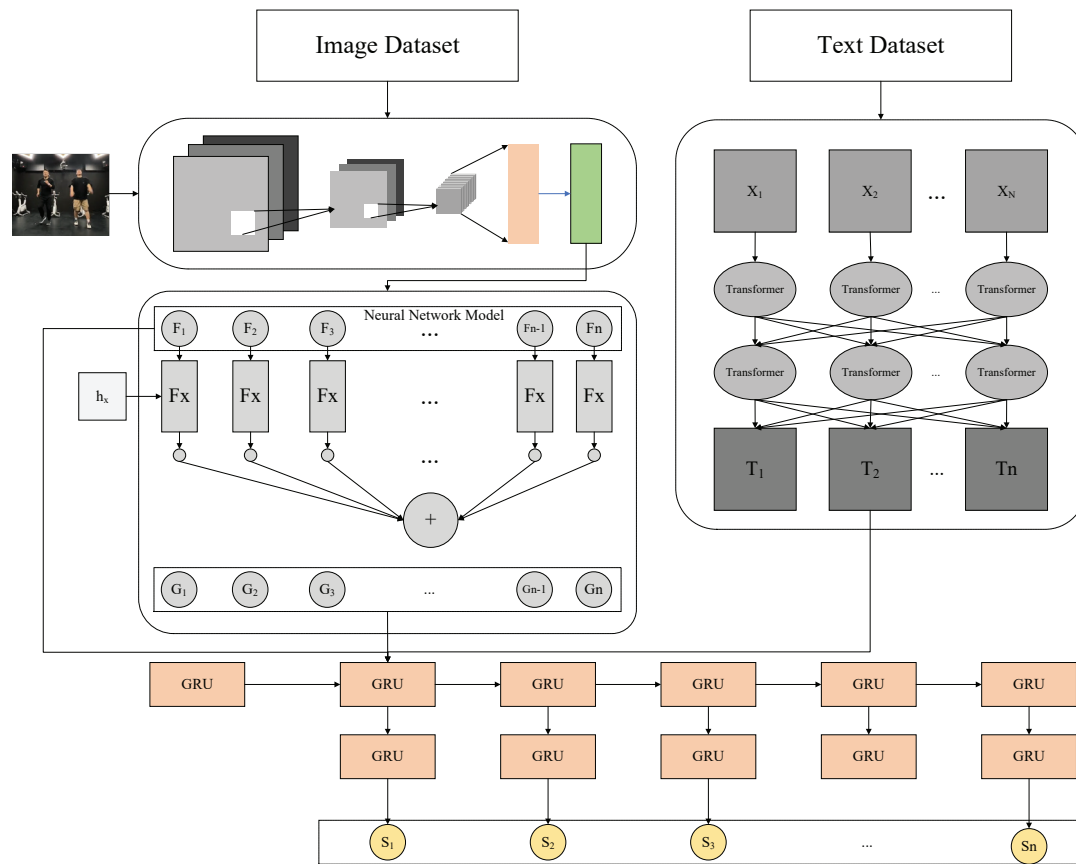 Image Dataset
Text Dataset
X₁ X₂ ... X_N
Transformer Transformer ... Transformer
Transformer Transformer ... Transformer
T₁ T₂ ... Tn
Neural Network Model
F₁ F₂ F₃ ... Fn-1 Fn
hₓ
Fx Fx Fx ... Fx Fx
...
+
G₁ G₂ G₃ ... Gn-1 Gn
GRU GRU GRU GRU GRU GRU
GRU GRU GRU GRU GRU
S₁ S₂ S₃ ... Sn